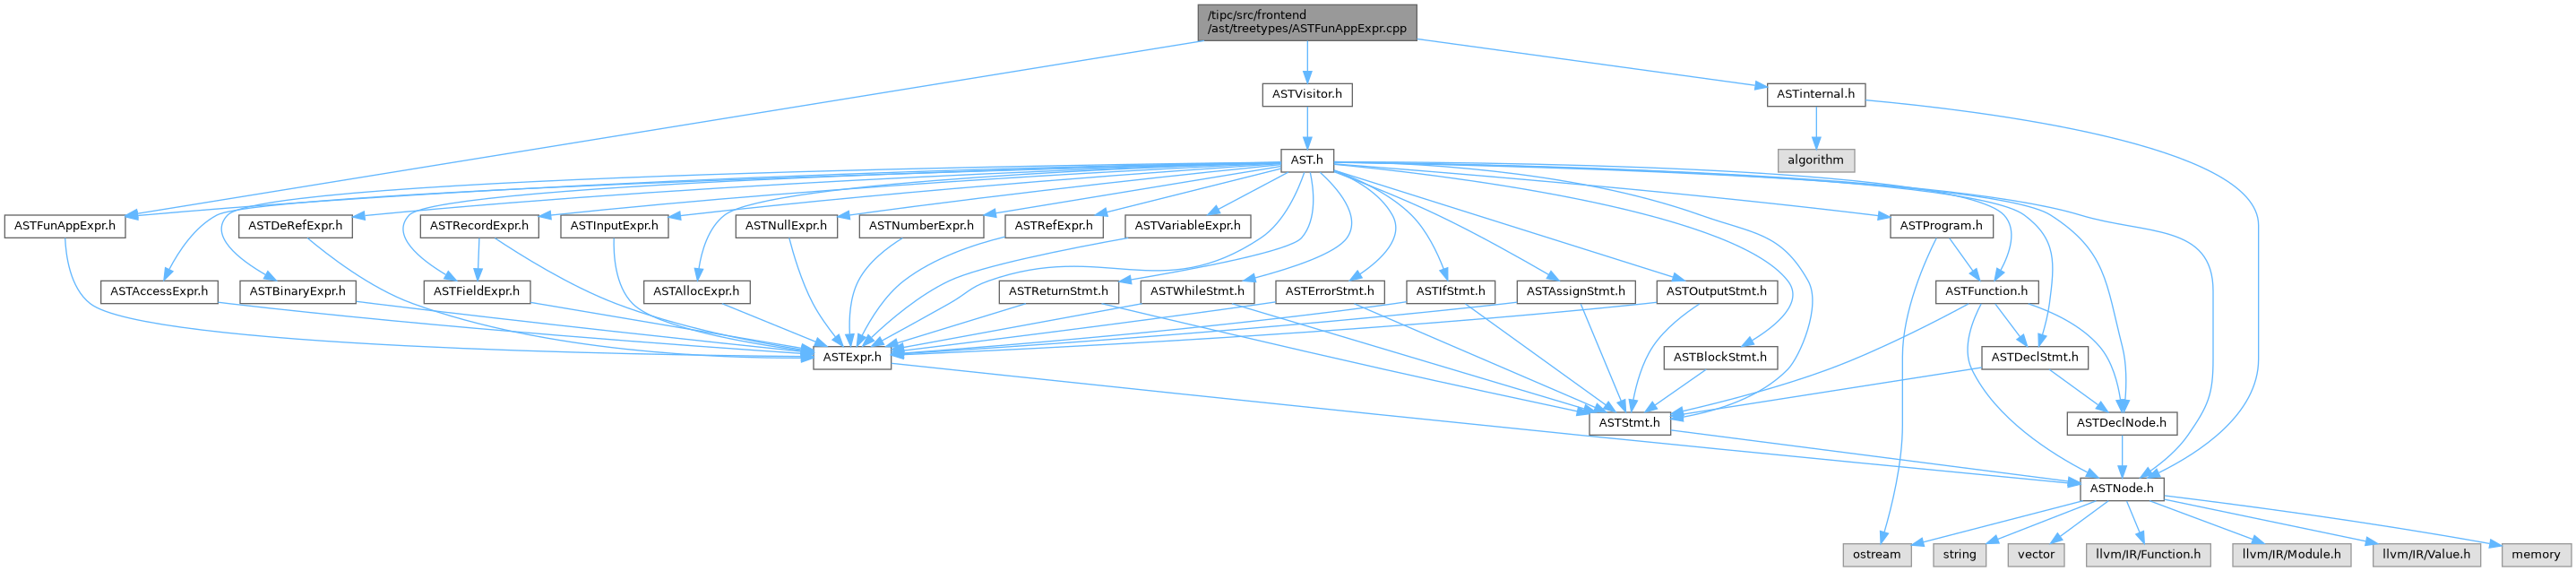 /tipc/src/frontend
/ast/treetypes/ASTFunAppExpr.cpp
ASTVisitor.h
ASTinternal.h
AST.h
algorithm
ASTFunAppExpr.h
ASTDeRefExpr.h
ASTRecordExpr.h
ASTInputExpr.h
ASTNullExpr.h
ASTNumberExpr.h
ASTRefExpr.h
ASTVariableExpr.h
ASTProgram.h
ASTAccessExpr.h
ASTBinaryExpr.h
ASTFieldExpr.h
ASTAllocExpr.h
ASTReturnStmt.h
ASTWhileStmt.h
ASTErrorStmt.h
ASTIfStmt.h
ASTAssignStmt.h
ASTOutputStmt.h
ASTFunction.h
ASTExpr.h
ASTBlockStmt.h
ASTDeclStmt.h
ASTStmt.h
ASTDeclNode.h
ASTNode.h
ostream
string
vector
llvm/IR/Function.h
llvm/IR/Module.h
llvm/IR/Value.h
memory